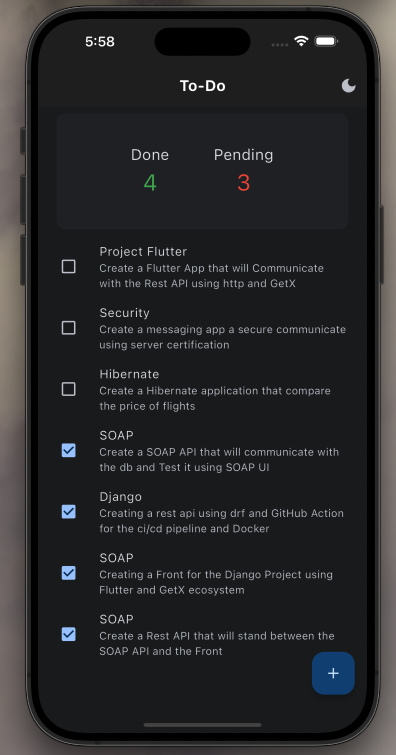 5:58
To-Do
Done Pending
4 3
Project Flutter
Create a Flutter App that will Communicate
with the Rest API using http and GetX
Security
Create a messaging app a secure communicate
using server certification
Hibernate
Create a Hibernate application that compare
the price of flights
SOAP
Create a SOAP API that will communicate with
the db and Test it using SOAP UI
Django
Creating a rest api using drf and GitHub Action
for the ci/cd pipeline and Docker
SOAP
Creating a Front for the Django Project using
Flutter and GetX ecosystem
SOAP
Create a Rest API that will stand between the
SOAP API and the Front
+